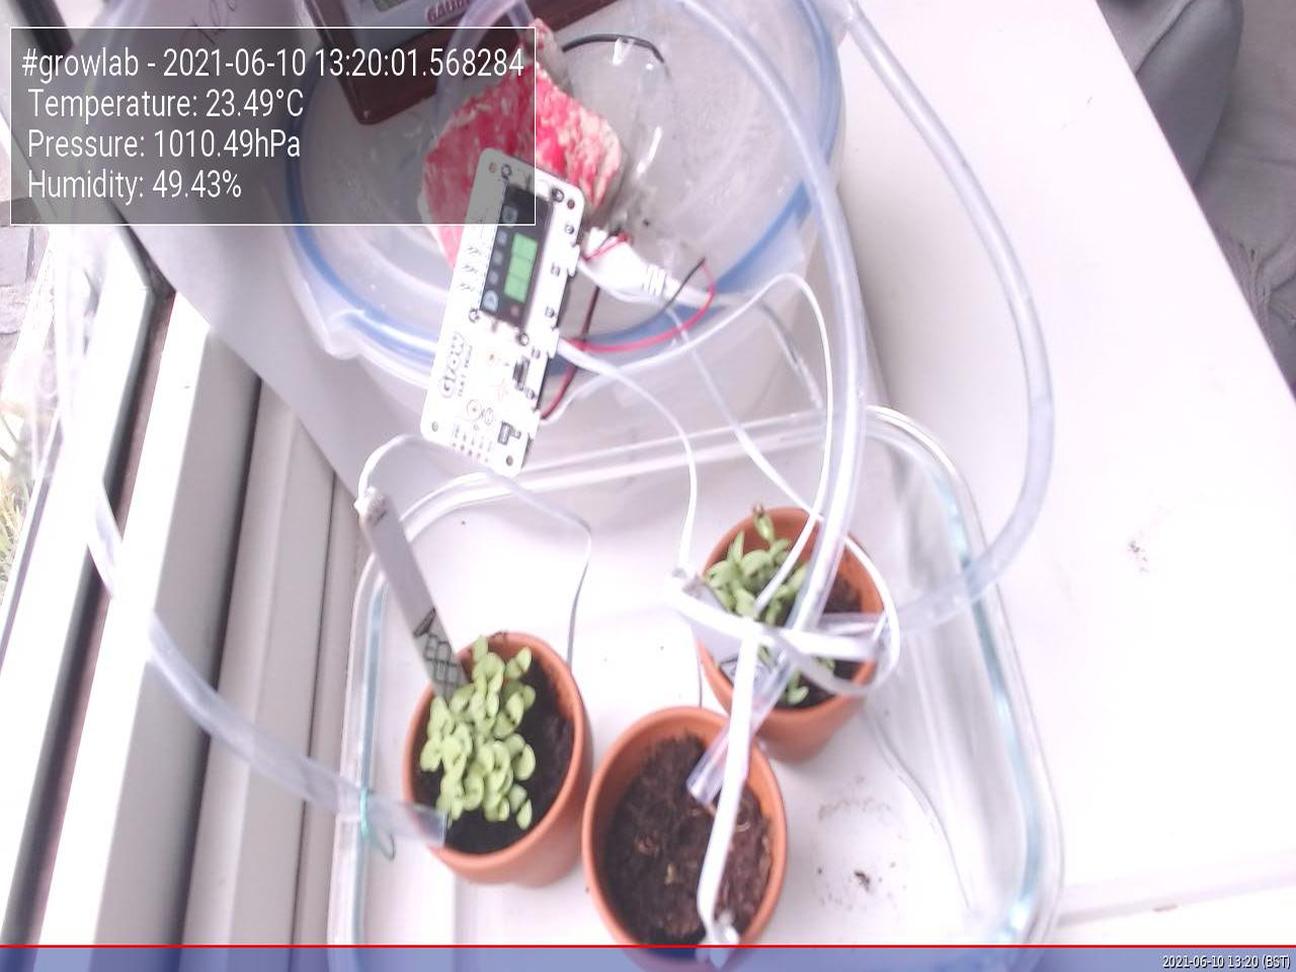 #growlab - 2021-06-10 13:20:01.568284
Temperature: 23.49°C
Pressure: 1010.49hPa
Humidity: 49.43%
GROW
2021-06-10 13:20 (BST)